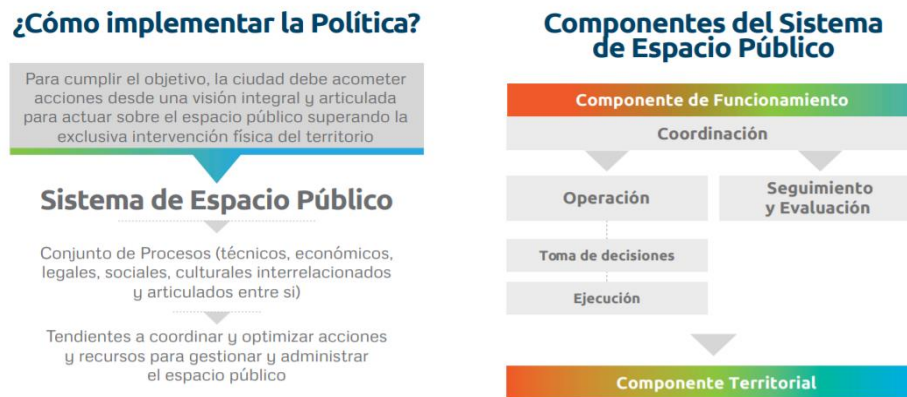 ¿Cómo implementar la Política?
Para cumplir el objetivo, la ciudad debe acometer
acciones desde una visión integral y articulada
para actuar sobre el espacio público superando la
exclusiva intervención física del territorio
Sistema de Espacio Público
Conjunto de Procesos (técnicos, económicos,
legales, sociales, culturales interrelacionados
y articulados entre si)
Tendientes a coordinar y optimizar acciones
y recursos para gestionar y administrar
el espacio público
Componentes del Sistema
de Espacio Público
Componente de Funcionamiento
Coordinación
Operación
Seguimiento
y Evaluación
Toma de decisiones
Ejecución
Componente Territorial